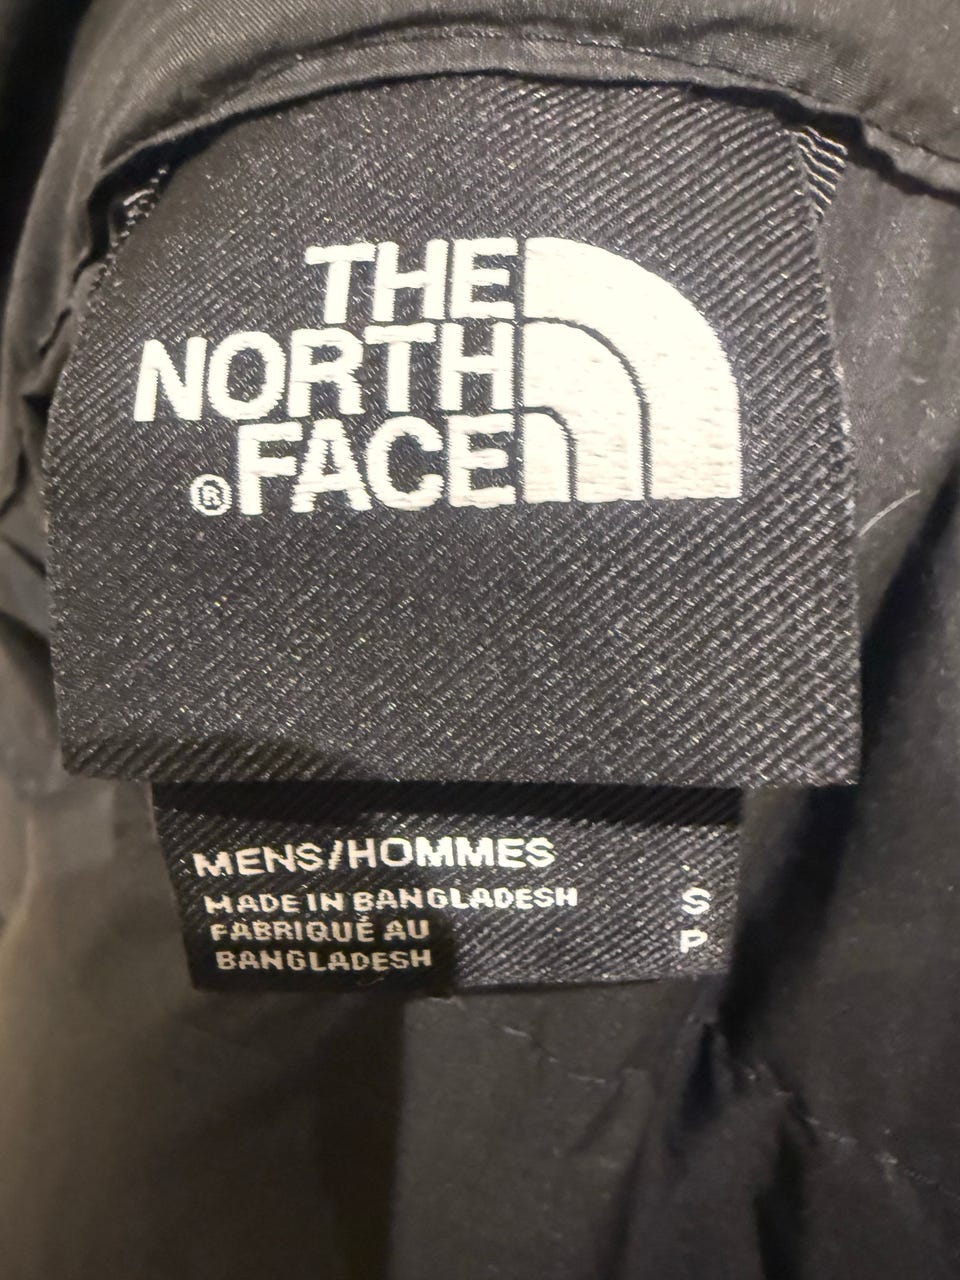 THE
NORTH
®FACE
MENS/HOMMES
MADE IN BANGLADESH S
FABRIQUÉ AU P
BANGLADESH